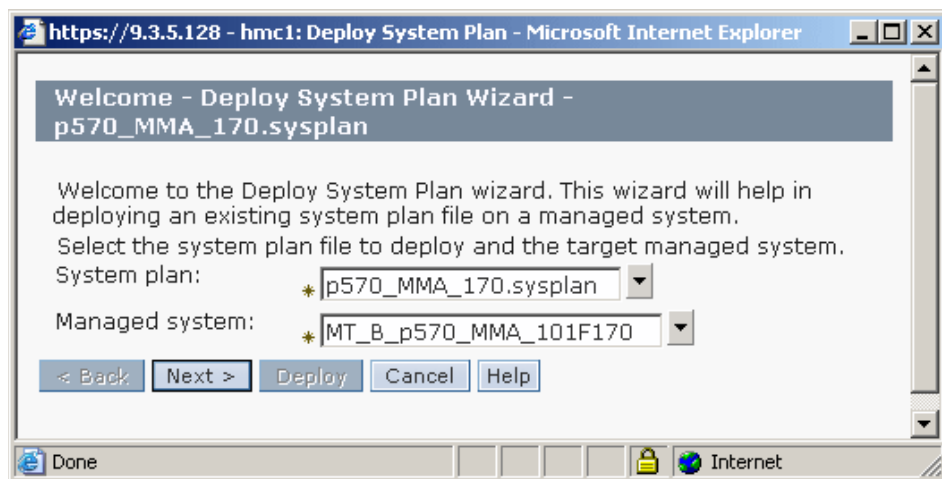 https://9.3.5.128 - hmc1: Deploy System Plan - Microsoft Internet Explorer
Welcome - Deploy System Plan Wizard -
p570_MMA_170.sysplan
Welcome to the Deploy System Plan wizard. This wizard will help in
deploying an existing system plan file on a managed system.
Select the system plan file to deploy and the target managed system.
System plan: * p570_MMA_170.sysplan
Managed system: * MT_B_p570_MMA_101F170
< Back Next > Deploy Cancel Help
Done Internet